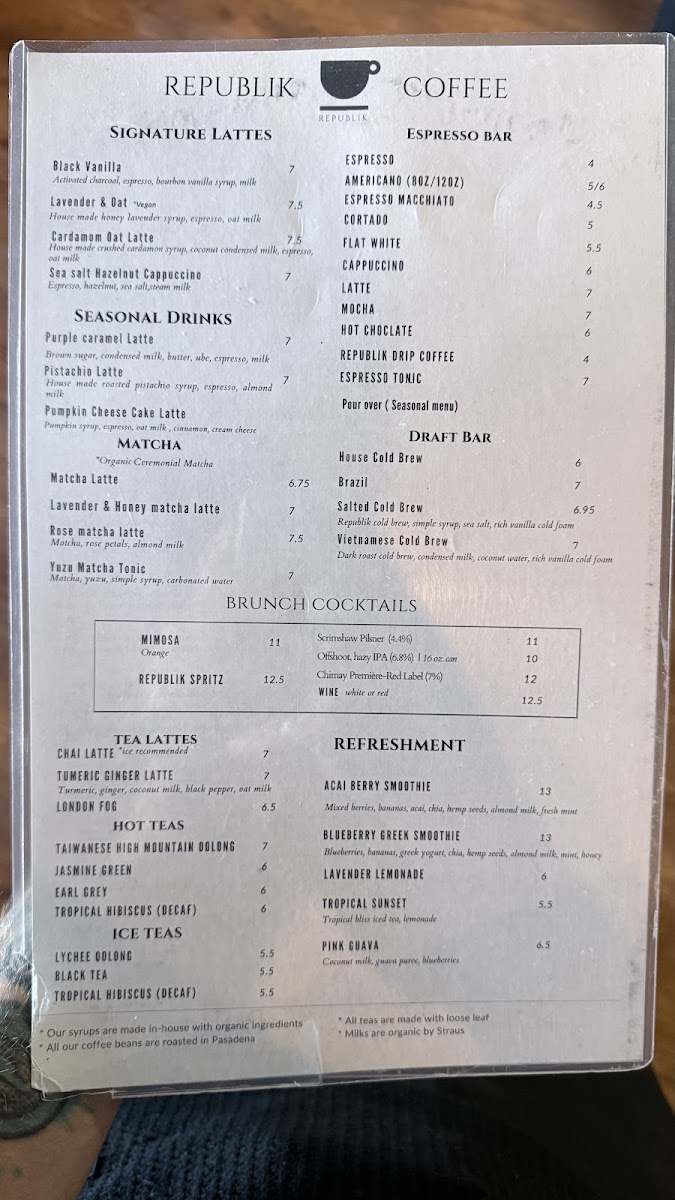 REPUBLIK COFFEE
REPUBLIK
SIGNATURE LATTES
Black Vanilla 7
Activated charcoal, espresso, bourbon vanilla syrup, milk
Lavender & Oat *Vegan 7.5
House made honey lavender syrup, espresso, oat milk
Cardamom Oat Latte 7.5
House made crushed cardamon syrup, coconut condensed milk, espresso,
oat milk
Sea salt Hazelnut Cappuccino 7
Espresso, hazelnut, sea salt,steam milk
SEASONAL DRINKS
Purple caramel Latte 7
Brown sugar, condensed milk, butter, ube, espresso, milk
Pistachio Latte 7
House made roasted pistachio syrup, espresso, almond
milk
Pumpkin Cheese Cake Latte
Pumpkin syrup, espresso, oat milk , cinnamon, cream cheese
MATCHA
*Organic Ceremonial Matcha
Matcha Latte 6.75
Lavender & Honey matcha latte 7
Rose matcha latte 7.5
Matcha, rose petals, almond milk
Yuzu Matcha Tonic 7
Matcha, yuzu, simple syrup, carbonated water
ESPRESSO BAR
ESPRESSO 4
AMERICANO (8OZ/12OZ) 5/6
ESPRESSO MACCHIATO 4.5
CORTADO 5
FLAT WHITE 5.5
CAPPUCCINO 6
LATTE 7
MOCHA 7
HOT CHOCLATE 6
REPUBLIK DRIP COFFEE 4
ESPRESSO TONIC 7
Pour over ( Seasonal menu)
DRAFT BAR
House Cold Brew 6
Brazil 7
Salted Cold Brew 6.95
Republik cold brew, simple syrup, sea salt, rich vanilla cold foam
Vietnamese Cold Brew 7
Dark roast cold brew, condensed milk, coconut water, rich vanilla cold foam
BRUNCH COCKTAILS
MIMOSA 11
Orange
REPUBLIK SPRITZ 12.5
Scrimshaw Pilsner (4.4%) 11
Offshoot, hazy IPA (6.8%) | 16 oz. can 10
Chimay Première-Red Label (7%) 12
WINE white or red 12.5
TEA LATTES
CHAI LATTE *ice recommended 7
TUMERIC GINGER LATTE 7
Turmeric, ginger, coconut milk, black pepper, oat milk
LONDON FOG 6.5
HOT TEAS
TAIWANESE HIGH MOUNTAIN OOLONG 7
JASMINE GREEN 6
EARL GREY 6
TROPICAL HIBISCUS (DECAF) 6
ICE TEAS
LYCHEE OOLONG 5.5
BLACK TEA 5.5
TROPICAL HIBISCUS (DECAF) 5.5
REFRESHMENT
ACAI BERRY SMOOTHIE 13
Mixed berries, bananas, acai, chia, hemp seeds, almond milk, fresh mint
BLUEBERRY GREEK SMOOTHIE 13
Blueberries, bananas, greek yogurt, chia, hemp seeds, almond milk, mint, honey
LAVENDER LEMONADE 6
TROPICAL SUNSET 5.5
Tropical bliss iced tea, lemonade
PINK GUAVA 6.5
Coconut milk, guava puree, blueberries
* Our syrups are made in-house with organic ingredients
* All our coffee beans are roasted in Pasadena
* All teas are made with loose leaf
* Milks are organic by Straus